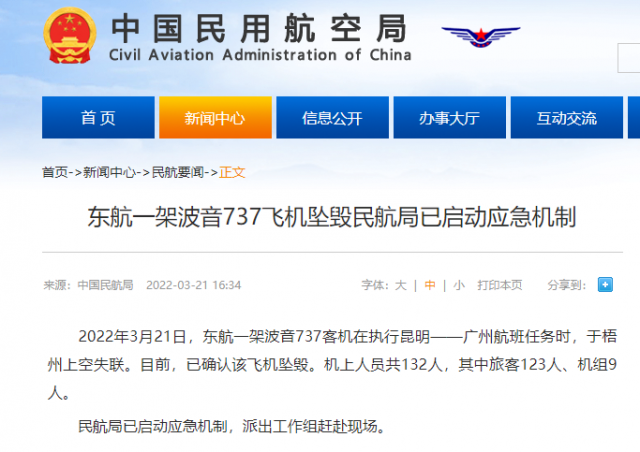 中国民用航空局
Civil Aviation Administration of China
首页 新闻中心 信息公开 办事大厅 互动交流
首页->新闻中心->民航要闻->正文
东航一架波音737飞机坠毁民航局已启动应急机制
来源：中国民航局 2022-03-21 16:34 字体：大 | 中 | 小 打印本页 分享到：
2022年3月21日，东航一架波音737客机在执行昆明——广州航班任务时，于梧
州上空失联。目前，已确认该飞机坠毁。机上人员共132人，其中旅客123人、机组9
人。
民航局已启动应急机制，派出工作组赶赴现场。